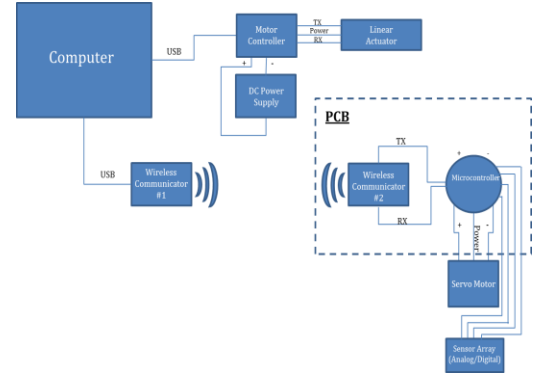 Computer
USB
Motor
Controller
TX
Power
RX
Linear
Actuator
+ -
DC Power
Supply
USB
Wireless
Communicator
#1
PCB
TX
Wireless
Communicator
#2
RX
+ -
Microcontroller
+ Power -
Servo Motor
Sensor Array
(Analog/Digital)